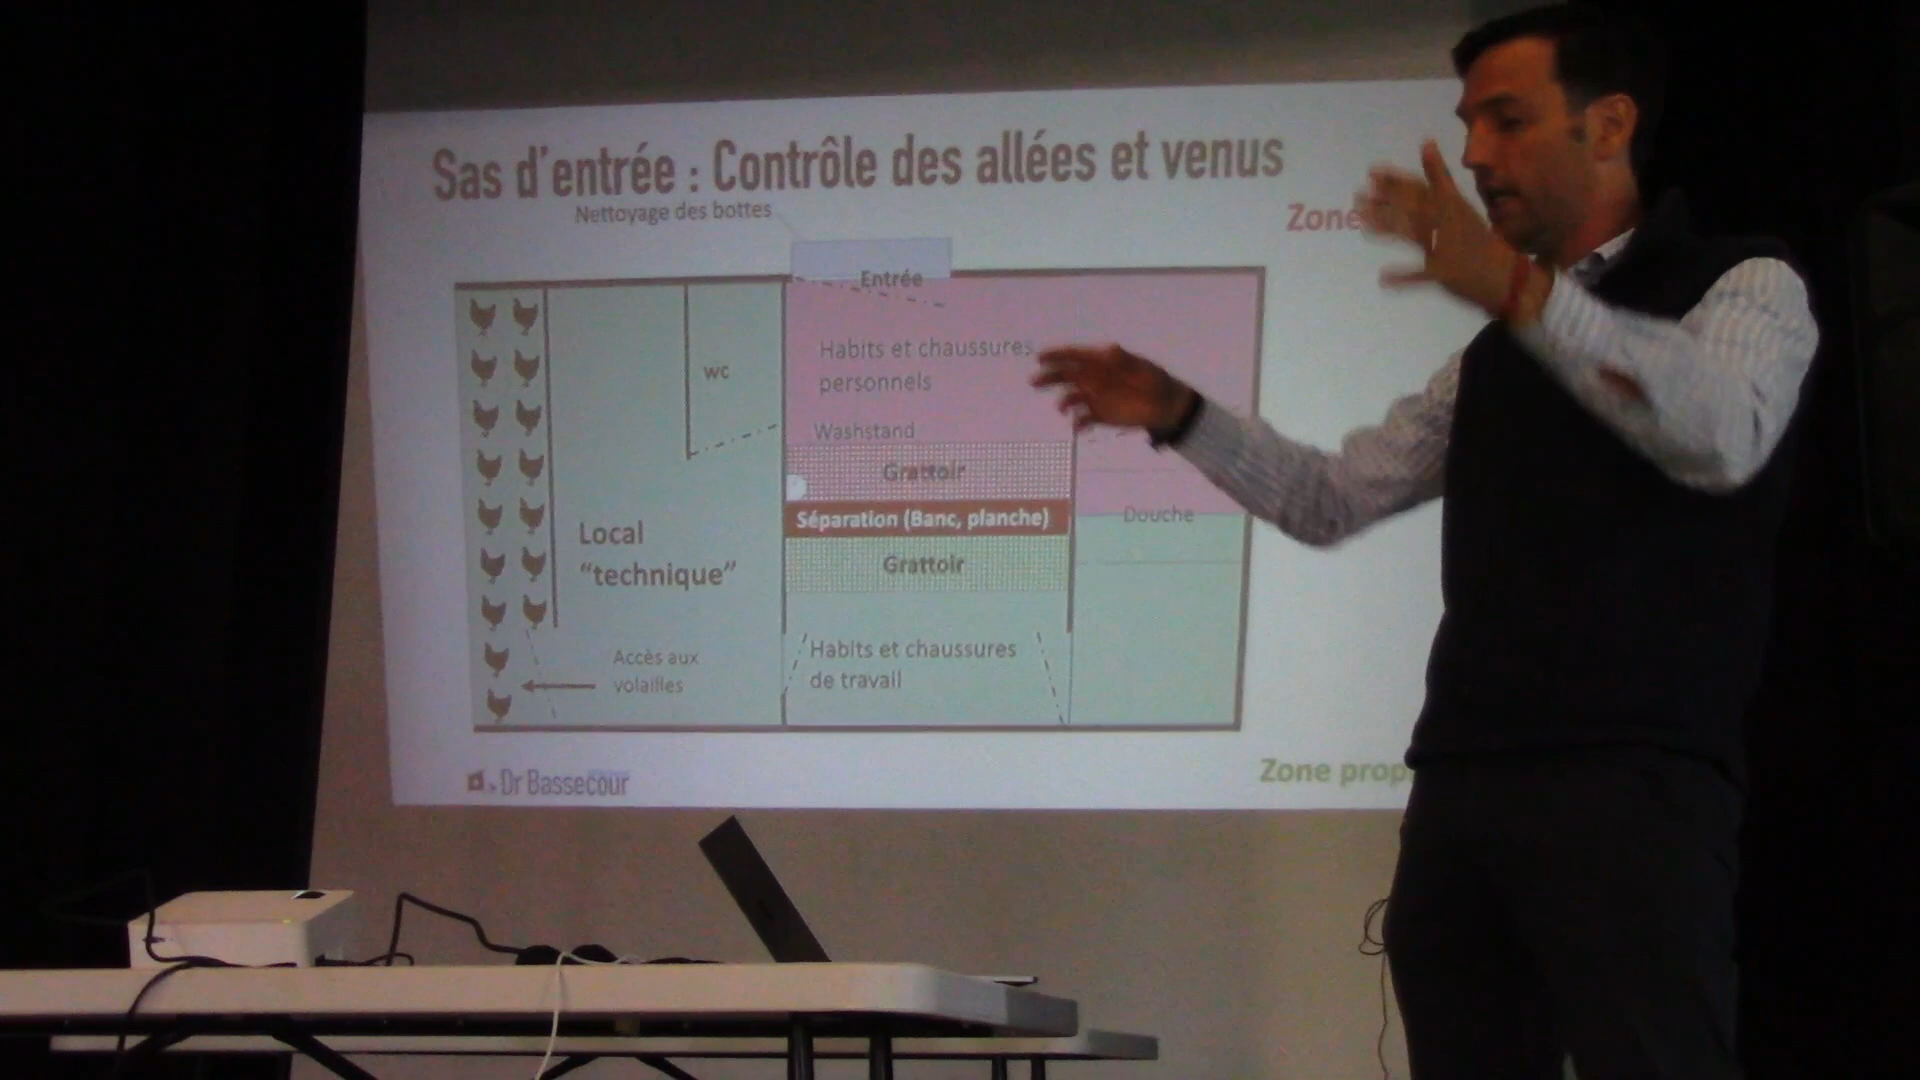 Sas d'entrée : Contrôle des allées et venus
Nettoyage des bottes
Zone
Entrée
Habits et chaussures
personnels
wc
Washstand
Grattoir
Séparation (Banc, planche)
Douche
Local
"technique"
Grattoir
Habits et chaussures
de travail
Accès aux
volailles
Dr Bassecour
Zone prop